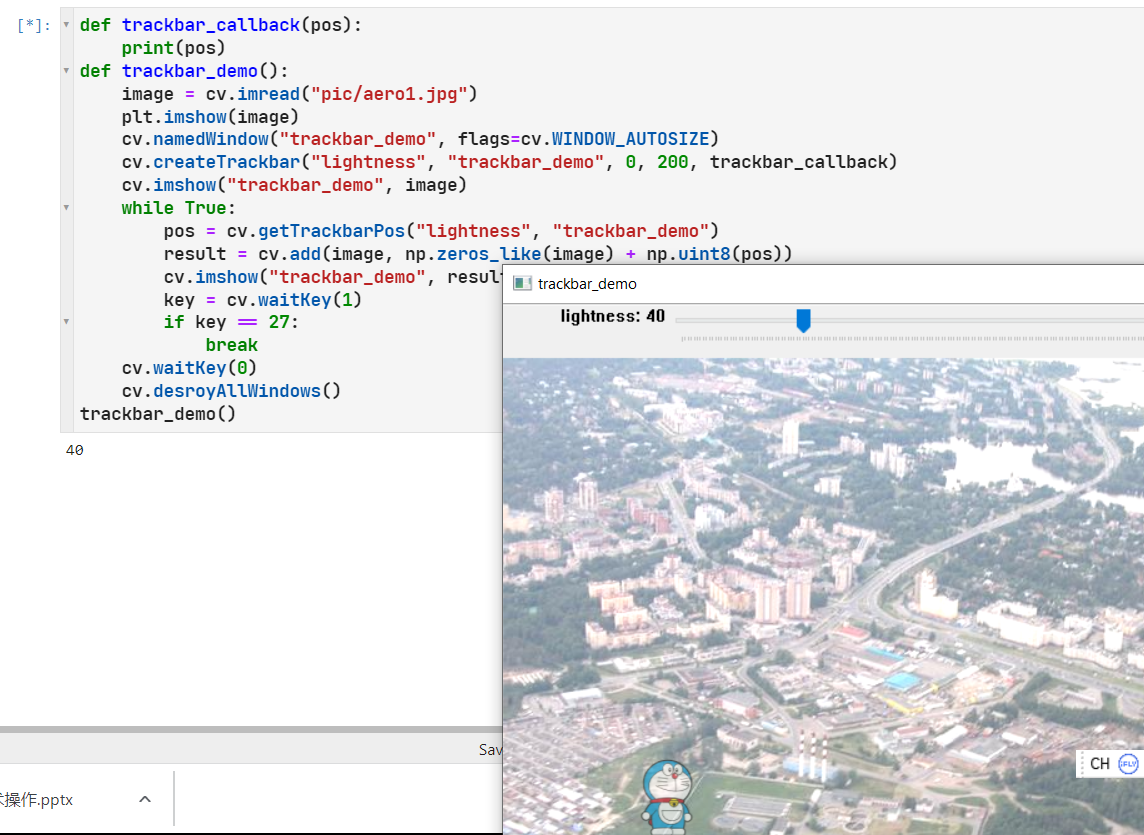 [*]:
def trackbar_callback(pos):
print(pos)
def trackbar_demo():
image = cv.imread("pic/aero1.jpg")
plt.imshow(image)
cv.namedWindow("trackbar_demo", flags=cv.WINDOW_AUTOSIZE)
cv.createTrackbar("lightness", "trackbar_demo", 0, 200, trackbar_callback)
cv.imshow("trackbar_demo", image)
while True:
pos = cv.getTrackbarPos("lightness", "trackbar_demo")
result = cv.add(image, np.zeros_like(image) + np.uint8(pos))
cv.imshow("trackbar_demo", resul
key = cv.waitKey(1)
if key == 27:
break
cv.waitKey(0)
cv.desroyAllWindows()
trackbar_demo()
40
trackbar_demo
lightness: 40
Sav
操作.pptx
CH
iFLY